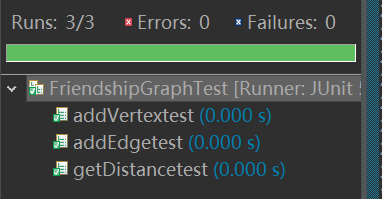 Runs: 3/3 Errors: 0 Failures: 0
FriendshipGraphTest [Runner: JUnit
addVertextest (0.000 s)
addEdgetest (0.000 s)
getDistancetest (0.000 s)